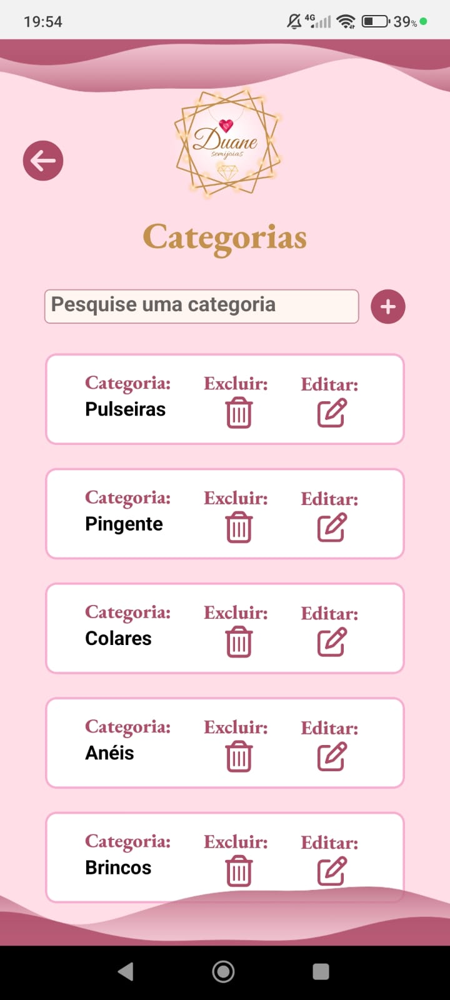 19:54
4G
39%
Duane
semijoias
Categorias
Pesquise uma categoria
Categoria: Excluir: Editar:
Pulseiras
Categoria: Excluir: Editar:
Pingente
Categoria: Excluir: Editar:
Colares
Categoria: Excluir: Editar:
Anéis
Categoria: Excluir: Editar:
Brincos